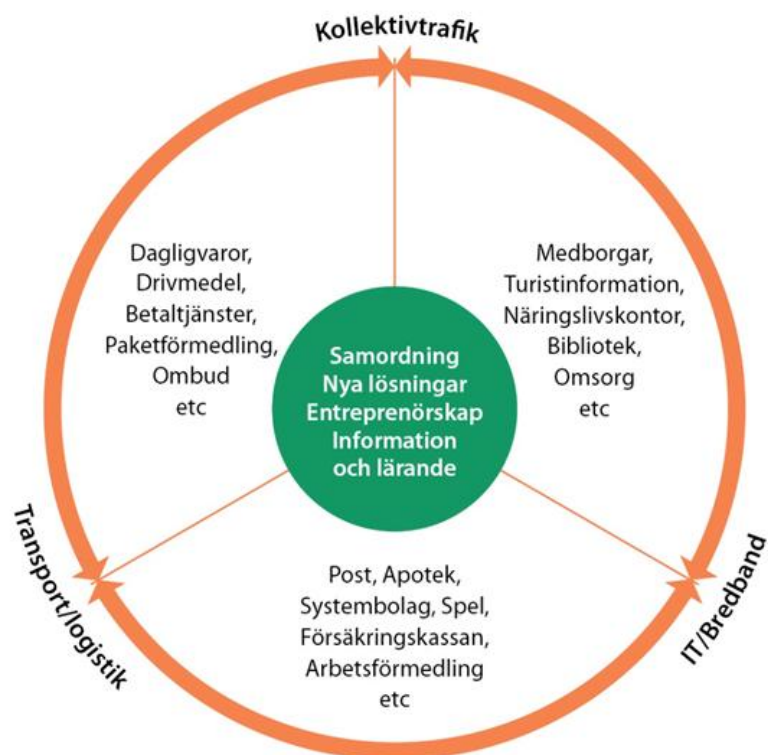 Kollektivtrafik
Dagligvaror,
Drivmedel,
Betaltjänster,
Paketförmedling,
Ombud
etc
Medborgar,
Turistinformation,
Näringslivskontor,
Bibliotek,
Omsorg
etc
Samordning
Nya lösningar
Entreprenörskap
Information
och lärande
Transport/logistik
Post, Apotek,
Systembolag, Spel,
Försäkringskassan,
Arbetsförmedling
etc
IT/Bredband